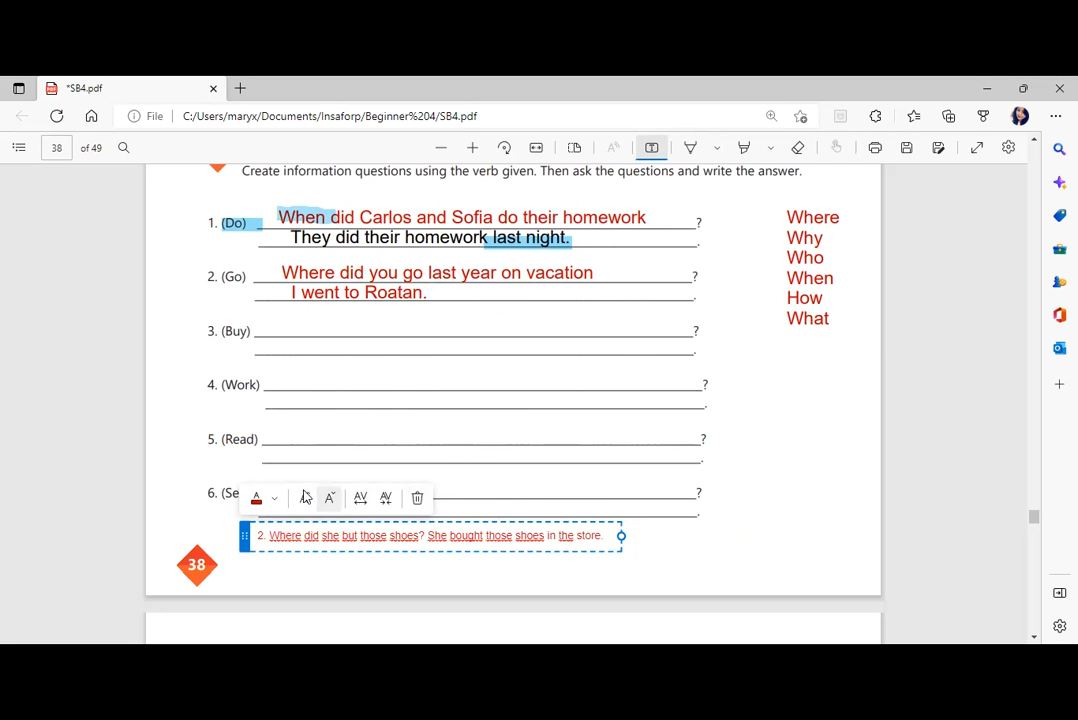 *SB4.pdf
File C:/Users/maryx/Documents/Insaforp/Beginner%204/SB4.pdf
38 of 49
Create information questions using the verb given. Then ask the questions and write the answer.
1. (Do) When did Carlos and Sofia do their homework ?
They did their homework last night. .
2. (Go) Where did you go last year on vacation ?
I went to Roatan. .
3. (Buy) ?
.
4. (Work) ?
.
5. (Read) ?
.
6. (Se ?
.
2. Where did she but those shoes? She bought those shoes in the store.
38
Where
Why
Who
When
How
What